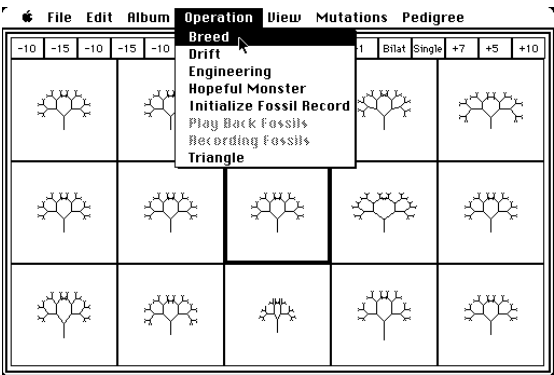 File Edit Album Operation View Mutations Pedigree
-10 -15 -10 -15 -10 -1 Bilat Single +7 +5 +10
Breed
Drift
Engineering
Hopeful Monster
Initialize Fossil Record
Play Back Fossils
Recording Fossils
Triangle